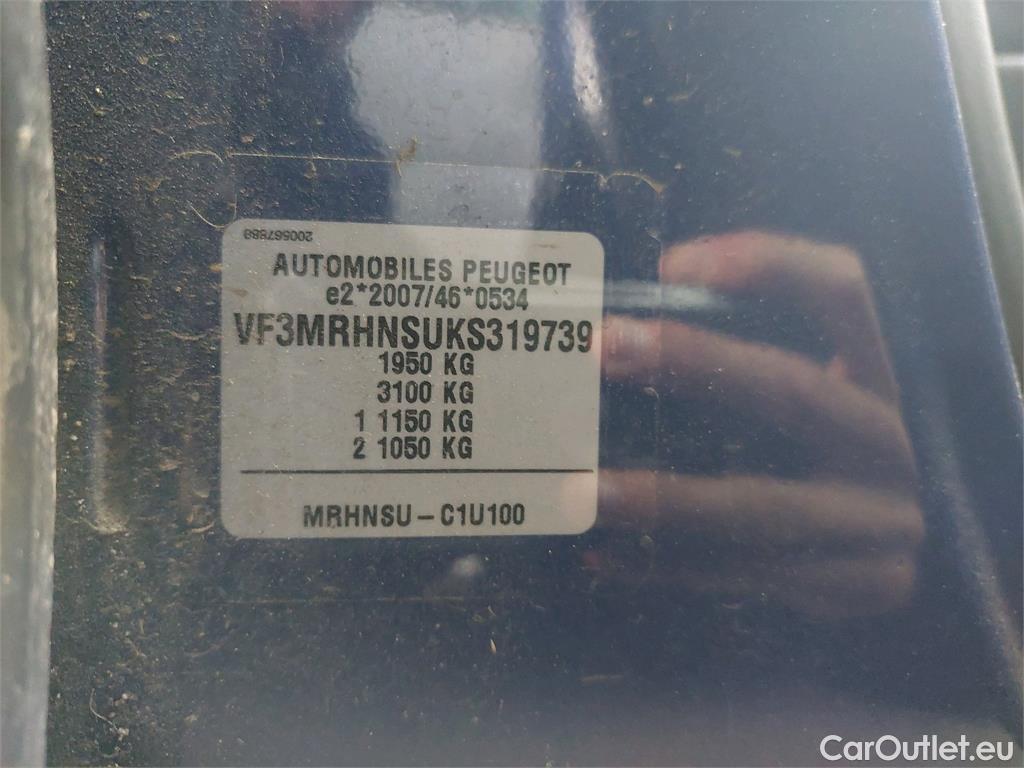 200567888
AUTOMOBILES PEUGEOT
e2*2007/46*0534
VF3MRHNSUKS319739
1950 KG
3100 KG
1 1150 KG
2 1050 KG
MRHNSU - C1U100
CarOutlet.eu